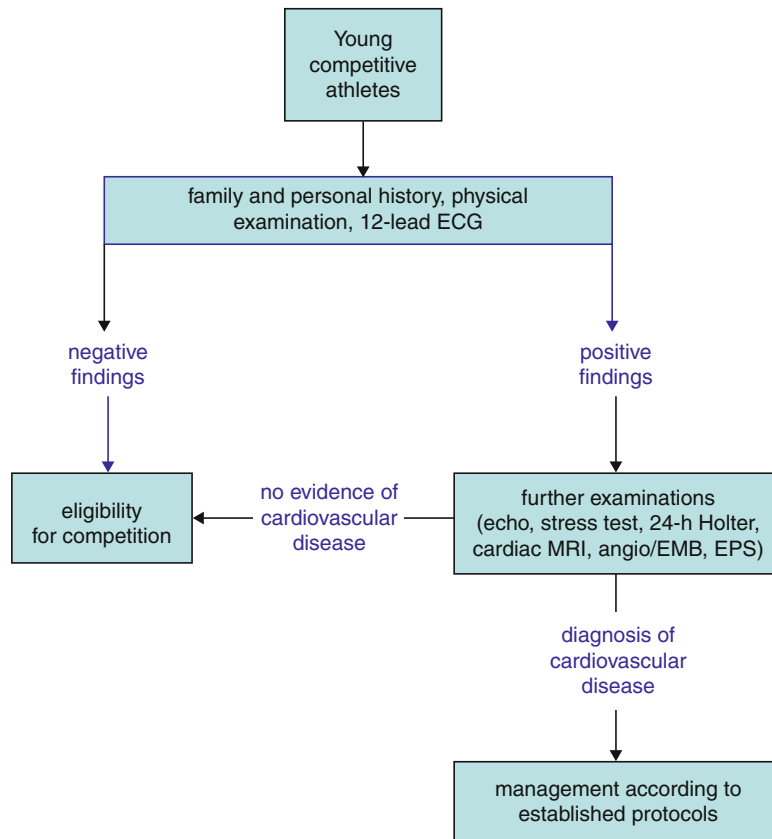 Young
competitive
athletes
family and personal history, physical
examination, 12-lead ECG
negative
findings
positive
findings
eligibility
for competition
no evidence of
cardiovascular
disease
further examinations
(echo, stress test, 24-h Holter,
cardiac MRI, angio/EMB, EPS)
diagnosis of
cardiovascular
disease
management according to
established protocols